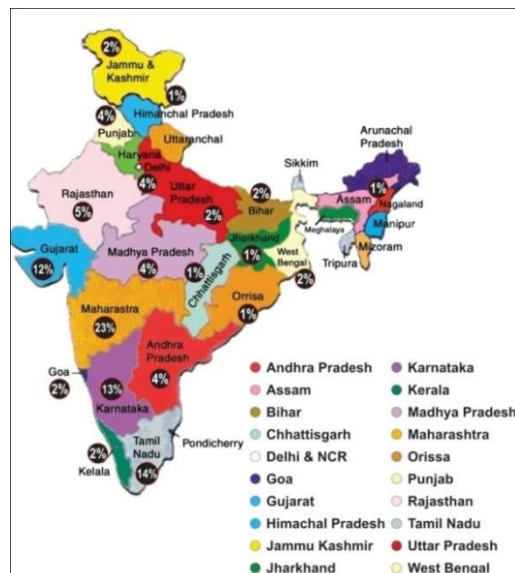 2%
Jammu &
Kashmir
1%
4%
Himanchal Pradesh
Punjab
Uttaranchal
Haryana
Delhi
4%
Rajasthan
5%
Uttar
Pradesh
2%
2%
Bihar
Sikkim
Arunachal
Pradesh
1%
Assam
Nagaland
Meghalaya
Manipur
Mizoram
Tripura
Gujarat
12%
Madhya Pradesh
4%
1%
Chhattisgarh
Jharkhand
1%
West
Bengal
2%
Orrisa
1%
Maharastra
23%
Andhra
Pradesh
4%
Goa
2%
13%
Karnataka
2%
Kelala
Tamil
Nadu
14%
Pondicherry
Andhra Pradesh
Assam
Bihar
Chhattisgarh
Delhi & NCR
Goa
Gujarat
Himachal Pradesh
Jammu Kashmir
Jharkhand
Karnataka
Kerala
Madhya Pradesh
Maharashtra
Orissa
Punjab
Rajasthan
Tamil Nadu
Uttar Pradesh
West Bengal